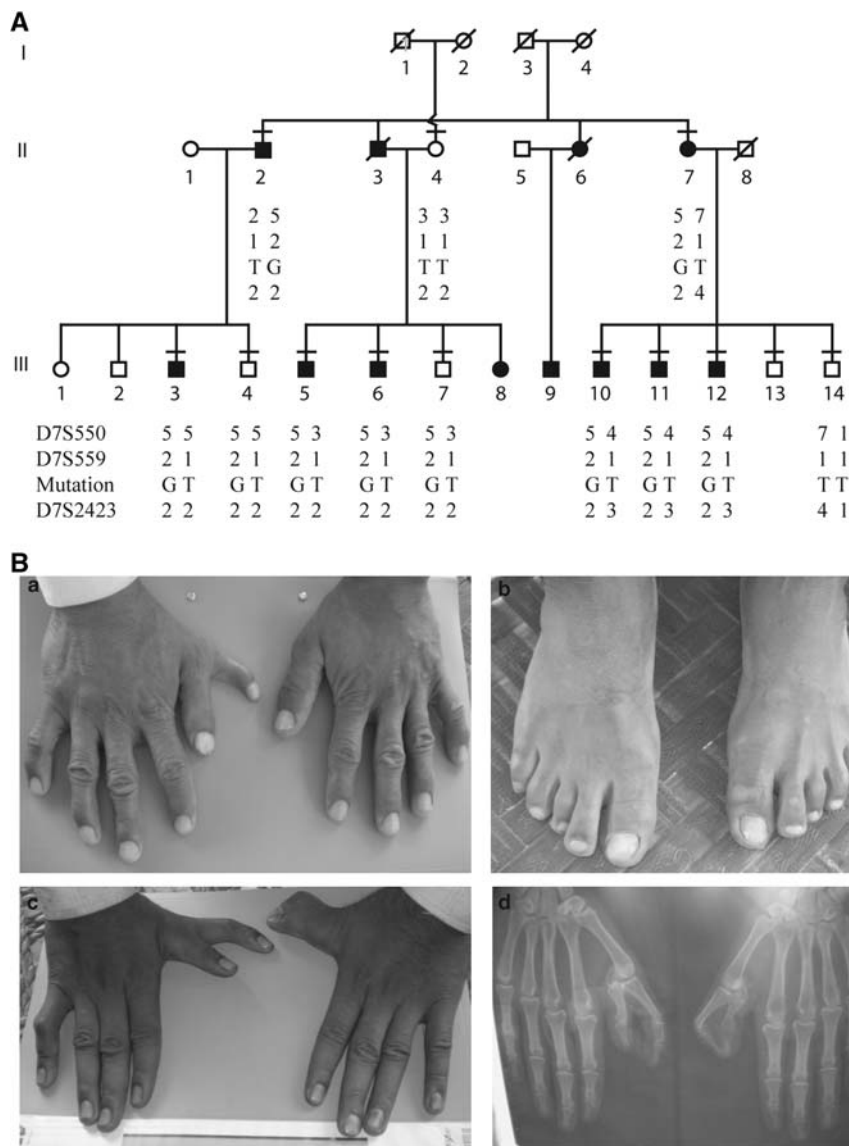 A
I
1 2 3 4
II
1 2 3 4 5 6 7 8
2 5 3 3 5 7
1 2 1 1 2 1
T G T T G T
2 2 2 2 2 4
III
1 2 3 4 5 6 7 8 9 10 11 12 13 14
D7S550 5 5 5 5 5 3 5 3 5 3 5 4 5 4 5 4 7 1
D7S559 2 1 2 1 2 1 2 1 2 1 2 1 2 1 2 1 1 1
Mutation G T G T G T G T G T G T G T G T T T
D7S2423 2 2 2 2 2 2 2 2 2 2 2 3 2 3 2 3 4 1
B
a b
c d